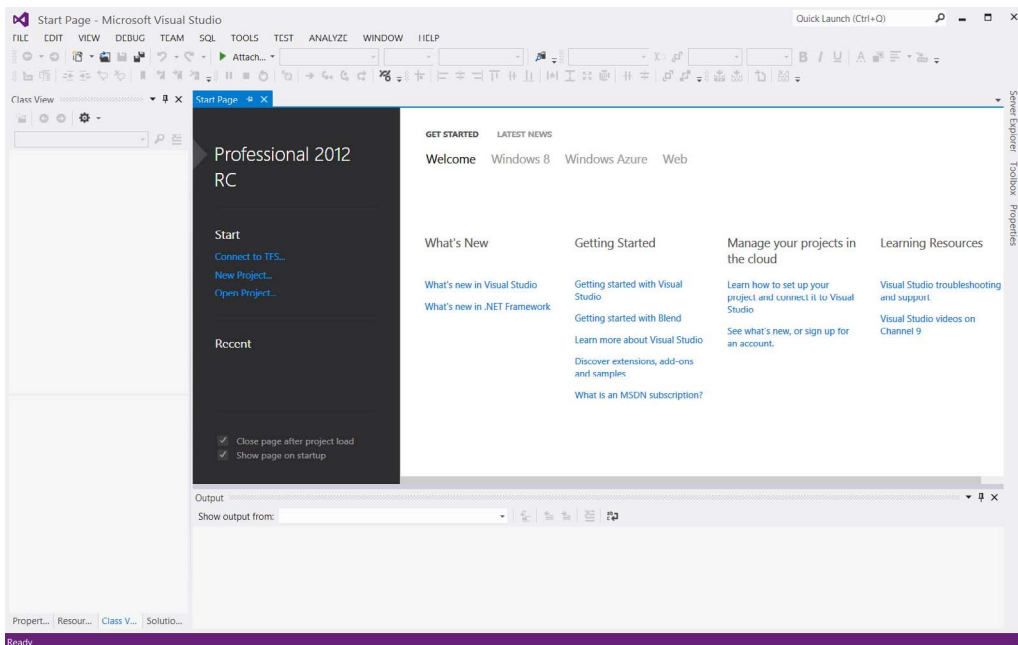 Start Page - Microsoft Visual Studio
Quick Launch (Ctrl+Q)
FILE EDIT VIEW DEBUG TEAM SQL TOOLS TEST ANALYZE WINDOW HELP
Attach...
B I U A
Class View
Start Page
Professional 2012
RC
Start
Connect to TFS...
New Project...
Open Project...
Recent
Close page after project load
Show page on startup
GET STARTED LATEST NEWS
Welcome Windows 8 Windows Azure Web
What's New
What's new in Visual Studio
What's new in .NET Framework
Getting Started
Getting started with Visual
Studio
Getting started with Blend
Learn more about Visual Studio
Discover extensions, add-ons
and samples
What is an MSDN subscription?
Manage your projects in
the cloud
Learn how to set up your
project and connect it to Visual
Studio
See what's new, or sign up for
an account.
Learning Resources
Visual Studio troubleshooting
and support
Visual Studio videos on
Channel 9
Server Explorer
Toolbox
Properties
Output
Show output from:
Propert... Resour... Class V... Solutio...
Ready